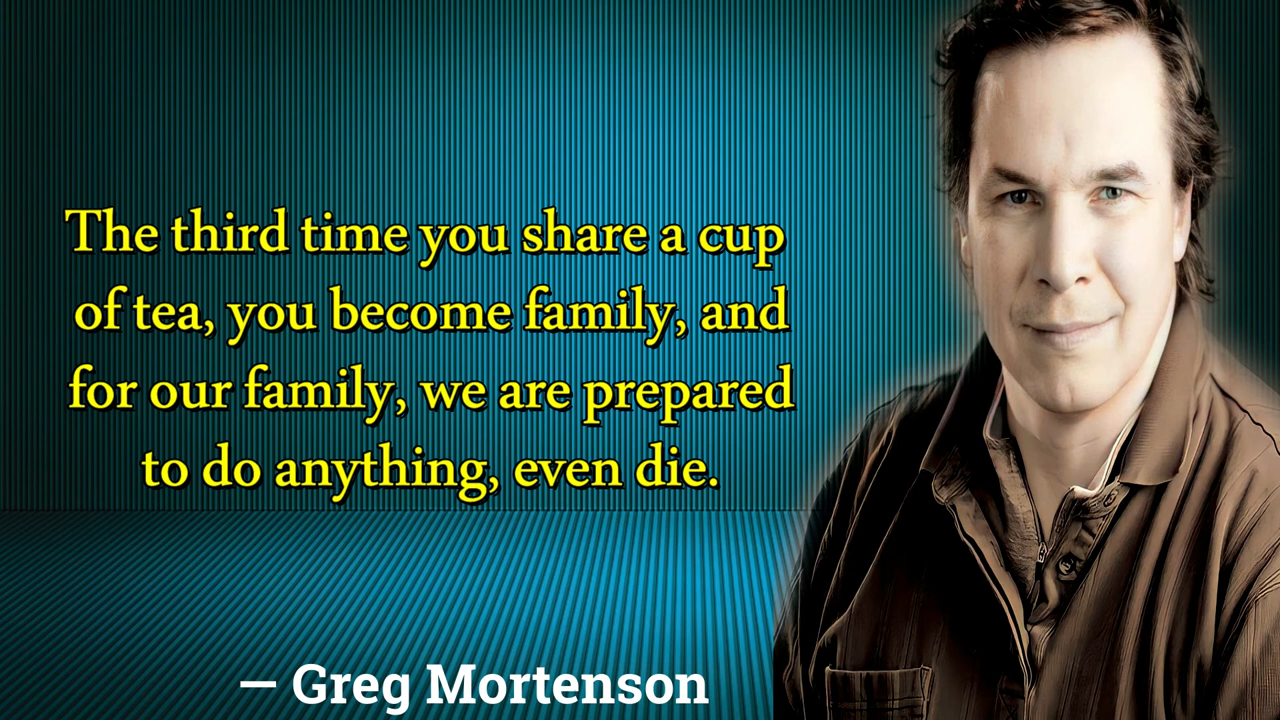 The third time you share a cup
of tea, you become family, and
for our family, we are prepared
to do anything, even die.
— Greg Mortenson